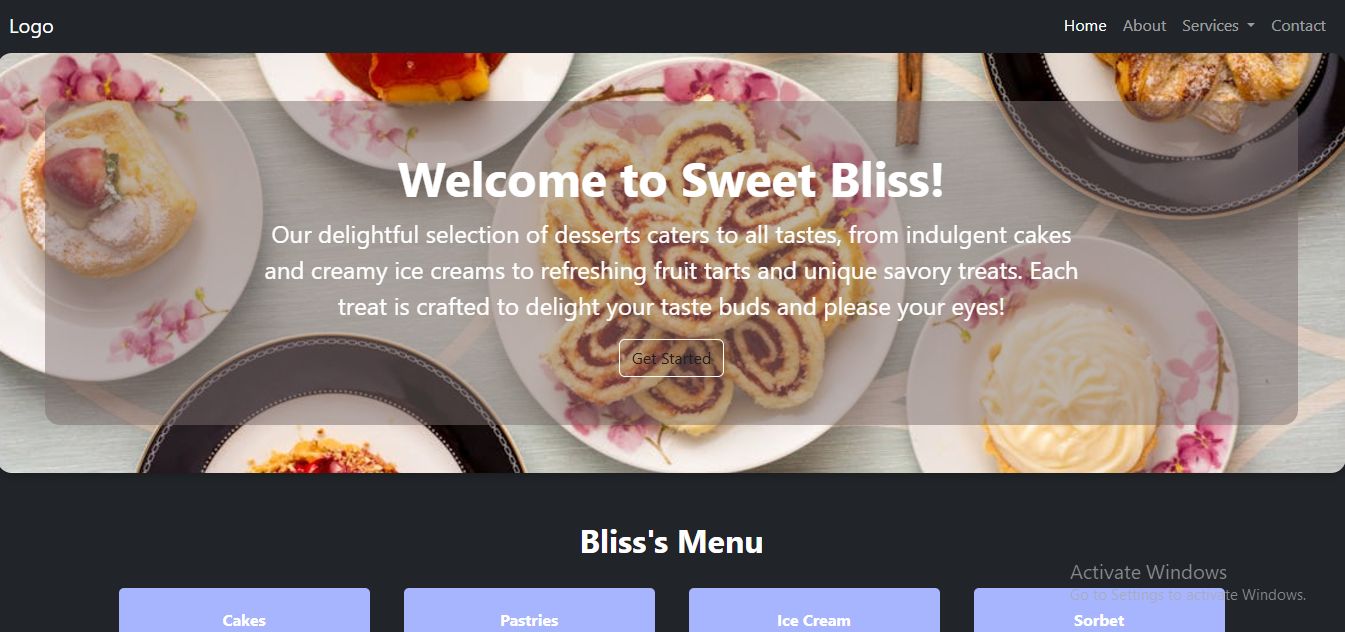 Logo
Home About Services Contact
Welcome to Sweet Bliss!
Our delightful selection of desserts caters to all tastes, from indulgent cakes
and creamy ice creams to refreshing fruit tarts and unique savory treats. Each
treat is crafted to delight your taste buds and please your eyes!
Get Started
Bliss's Menu
Activate Windows
Go to Settings to activate Windows.
Cakes Pastries Ice Cream Sorbet